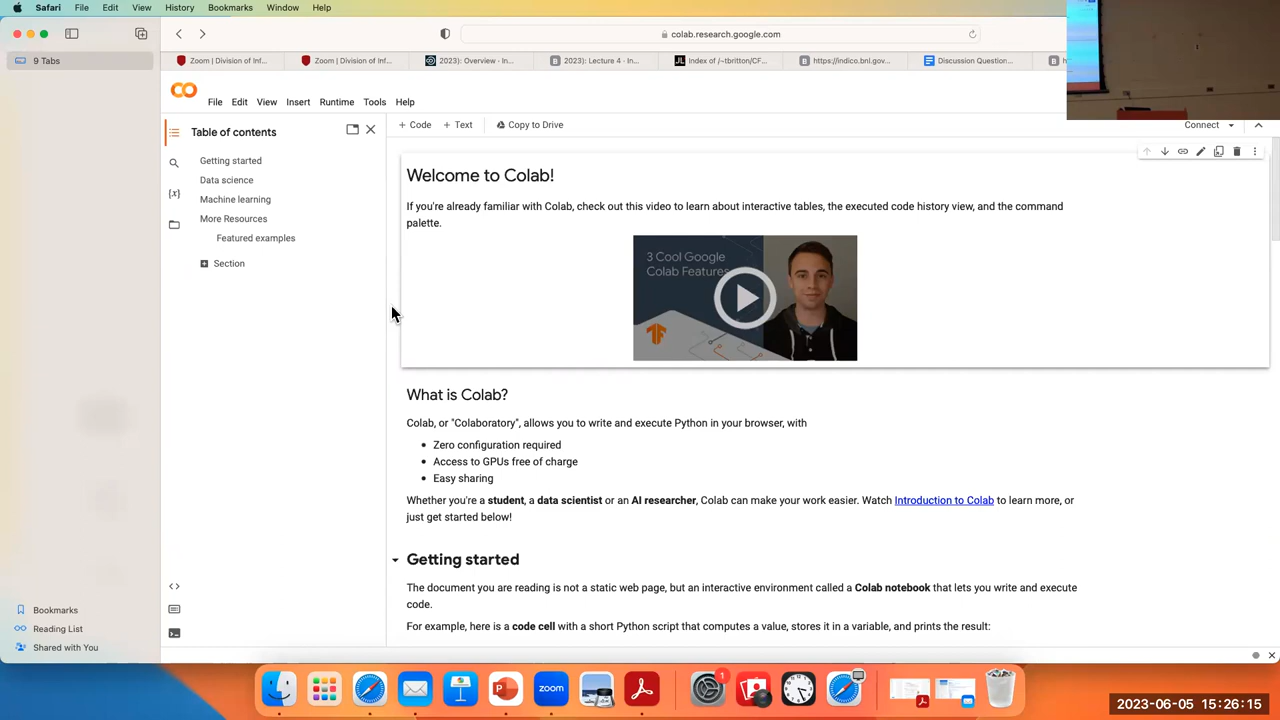 Safari File Edit View History Bookmarks Window Help
colab.research.google.com
9 Tabs
Zoom | Division of Inf...
Zoom | Division of Inf...
2023): Overview · In...
2023): Lecture 4 · In...
Index of /~tbritton/CF...
https://indico.bnl.gov...
Discussion Question...
File Edit View Insert Runtime Tools Help
Table of contents
+ Code + Text Copy to Drive
Connect
Getting started
Data science
Machine learning
More Resources
Featured examples
Section
Welcome to Colab!
If you're already familiar with Colab, check out this video to learn about interactive tables, the executed code history view, and the command
palette.
3 Cool Google
Colab Features
What is Colab?
Colab, or "Colaboratory", allows you to write and execute Python in your browser, with
• Zero configuration required
• Access to GPUs free of charge
• Easy sharing
Whether you're a student, a data scientist or an AI researcher, Colab can make your work easier. Watch Introduction to Colab to learn more, or
just get started below!
Getting started
The document you are reading is not a static web page, but an interactive environment called a Colab notebook that lets you write and execute
code.
For example, here is a code cell with a short Python script that computes a value, stores it in a variable, and prints the result:
Bookmarks
Reading List
Shared with You
zoom
1
2023-06-05 15:26:15